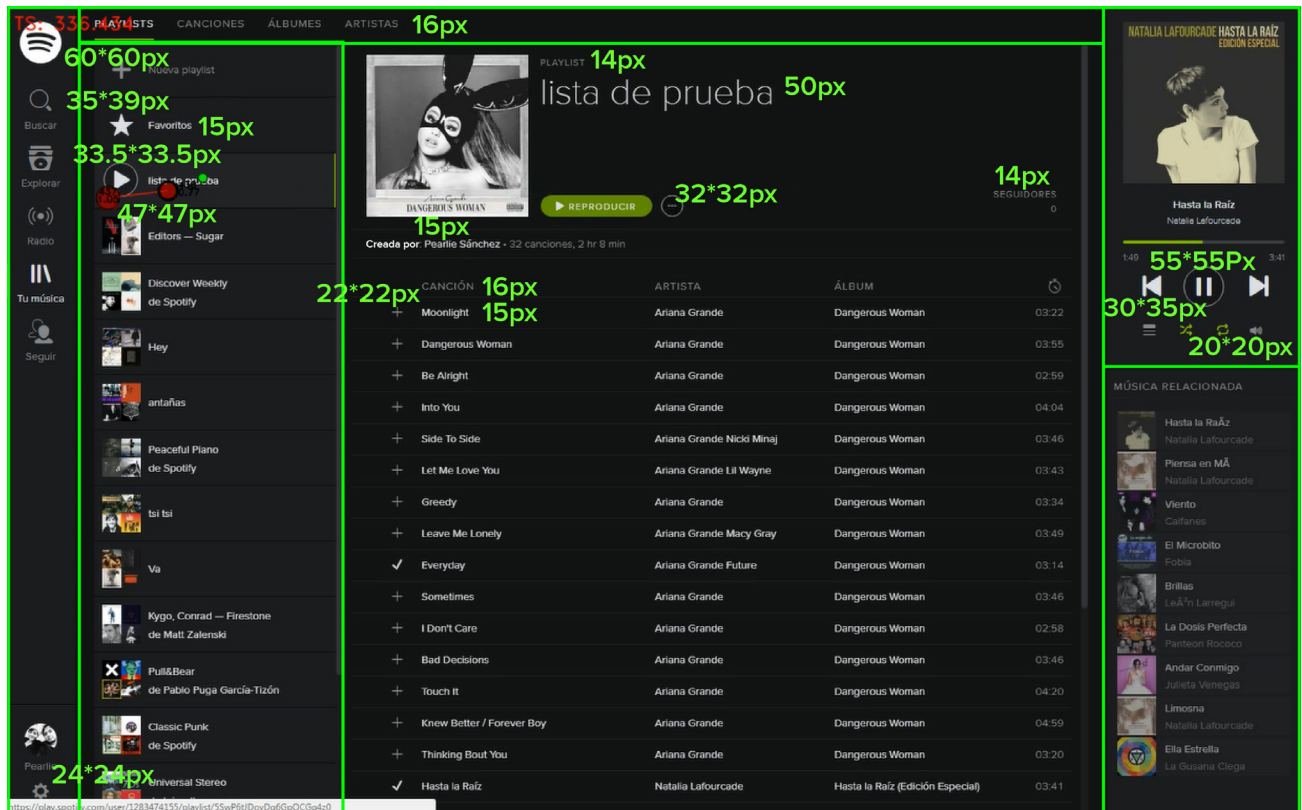 TS: 336.434
PLAYLISTS CANCIONES ÁLBUMES ARTISTAS 16px
60*60px
Nueva playlist
35*39px
Buscar
Favoritos 15px
33.5*33.5px
Explorar
lista de prueba
47*47px
Radio
Editors — Sugar
Tu música
Discover Weekly
de Spotify
Seguir
Hey
antañas
Peaceful Piano
de Spotify
tsi tsi
Va
Kygo, Conrad — Firestone
de Matt Zalenski
Pull&Bear
de Pablo Puga García-Tizón
Classic Punk
de Spotify
Pearlie
24*24px
Universal Stereo
PLAYLIST 14px
lista de prueba 50px
DANGEROUS WOMAN
REPRODUCIR
32*32px
14px
SEGUIDORES
0
15px
Creada por: Pearlie Sánchez • 32 canciones, 2 hr 8 min
22*22px
CANCIÓN 16px ARTISTA ÁLBUM
Moonlight 15px Ariana Grande Dangerous Woman 03:22
Dangerous Woman Ariana Grande Dangerous Woman 03:55
Be Alright Ariana Grande Dangerous Woman 02:59
Into You Ariana Grande Dangerous Woman 04:04
Side To Side Ariana Grande Nicki Minaj Dangerous Woman 03:46
Let Me Love You Ariana Grande Lil Wayne Dangerous Woman 03:43
Greedy Ariana Grande Dangerous Woman 03:34
Leave Me Lonely Ariana Grande Macy Gray Dangerous Woman 03:49
Everyday Ariana Grande Future Dangerous Woman 03:14
Sometimes Ariana Grande Dangerous Woman 03:46
I Don't Care Ariana Grande Dangerous Woman 02:58
Bad Decisions Ariana Grande Dangerous Woman 03:46
Touch It Ariana Grande Dangerous Woman 04:20
Knew Better / Forever Boy Ariana Grande Dangerous Woman 04:59
Thinking Bout You Ariana Grande Dangerous Woman 03:20
Hasta la Raíz Natalia Lafourcade Hasta la Raíz (Edición Especial) 03:41
NATALIA LAFOURCADE HASTA LA RAÍZ
EDICIÓN ESPECIAL
Hasta la Raíz
Natalia Lafourcade
1:49 3:41
55*55Px
30*35px
20*20px
MÚSICA RELACIONADA
Hasta la RaÃz
Natalia Lafourcade
Piensa en MÃ
Natalia Lafourcade
Viento
Caifanes
El Microbito
Fobia
Brillas
LeÃ³n Larregui
La Dosis Perfecta
Panteon Rococo
Andar Conmigo
Julieta Venegas
Limosna
Natalia Lafourcade
Ella Estrella
La Gusana Ciega